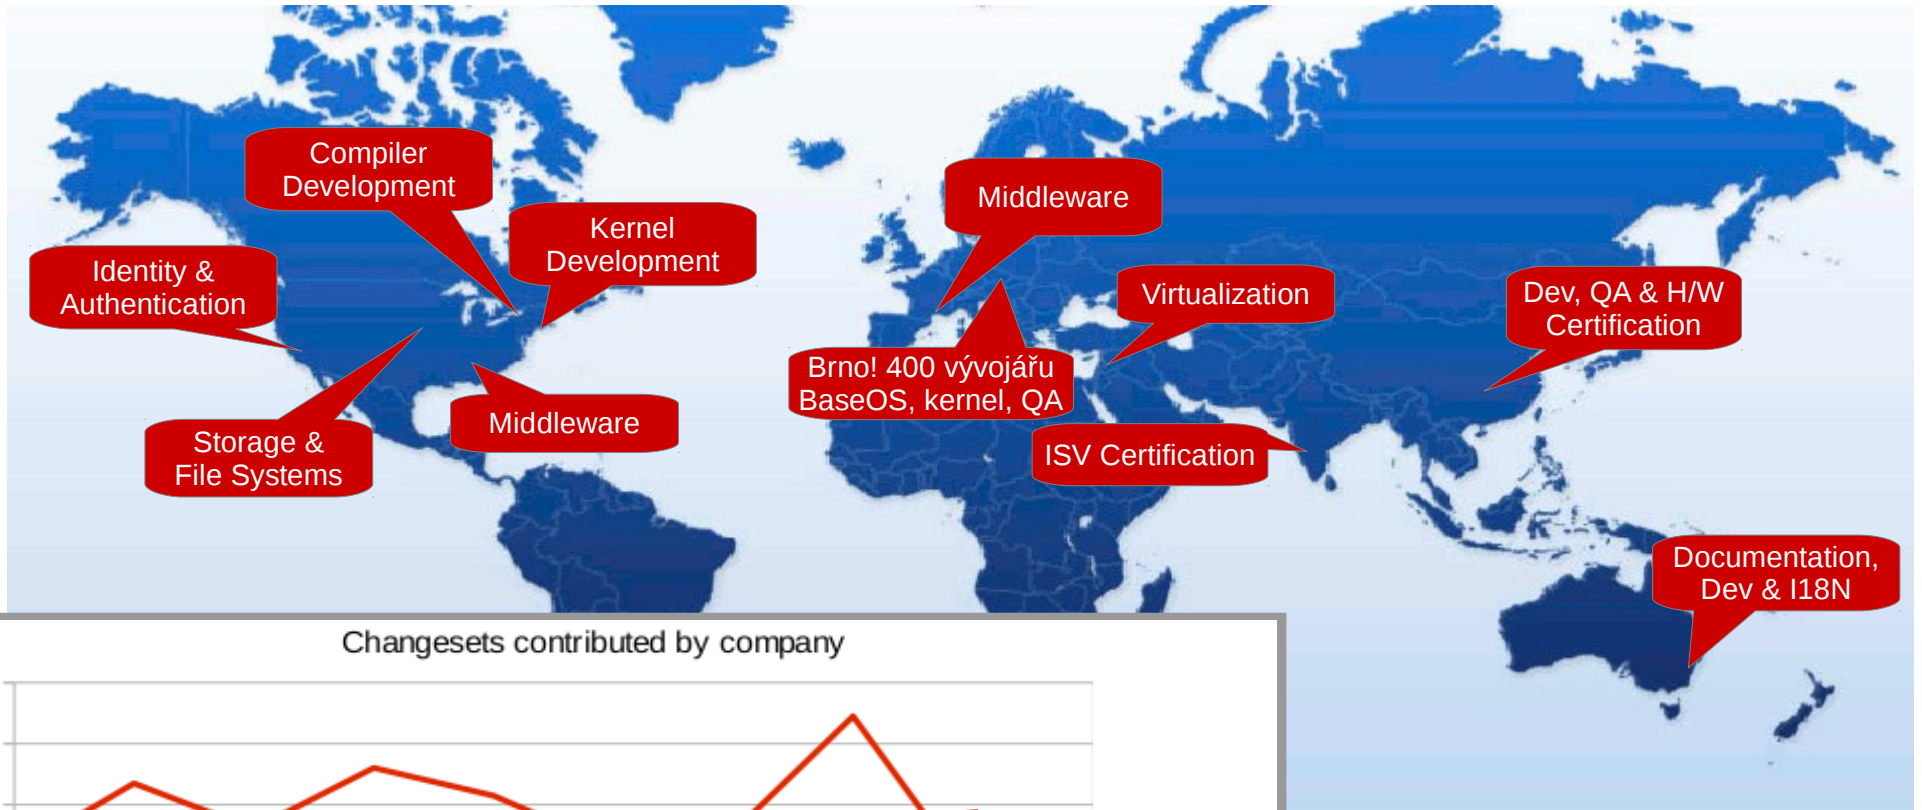 Compiler
Development
Kernel
Development
Middleware
Identity &
Authentication
Virtualization
Dev, QA & H/W
Certification
Brno! 400 vývojářu
BaseOS, kernel, QA
Storage &
File Systems
Middleware
ISV Certification
Documentation,
Dev & I18N
Changesets contributed by company